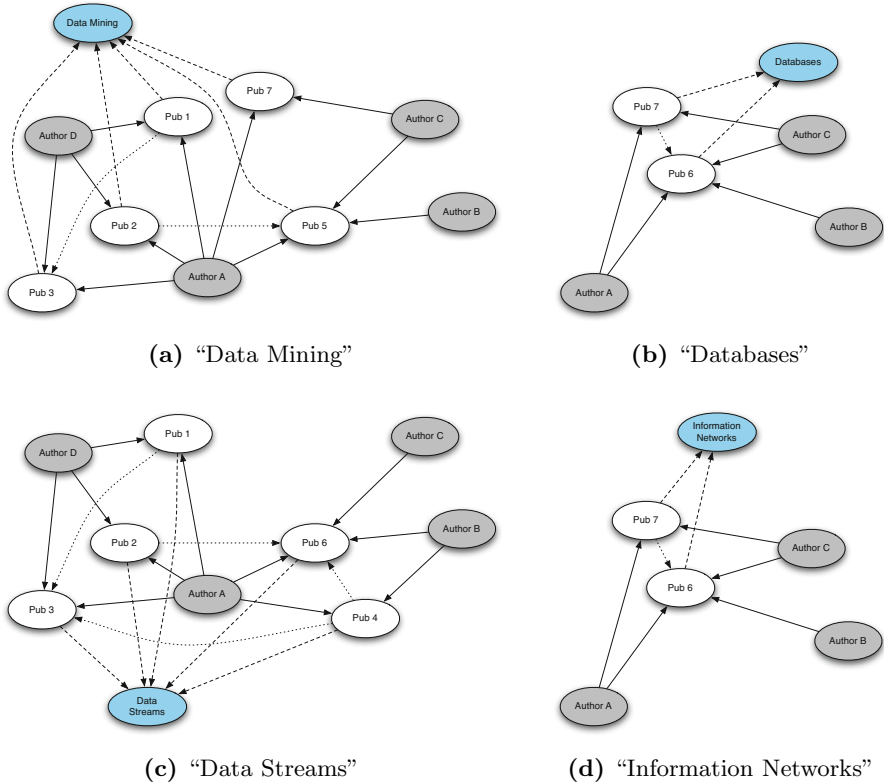 Data Mining
Pub 7
Pub 1
Author D
Author C
Author B
Pub 2
Pub 5
Author A
Pub 3
(a) “Data Mining”
Databases
Pub 7
Author C
Pub 6
Author B
Author A
(b) “Databases”
Pub 1
Author C
Author D
Author B
Pub 2
Pub 6
Author A
Pub 3
Pub 4
Data
Streams
(c) “Data Streams”
Information
Networks
Pub 7
Author C
Pub 6
Author B
Author A
(d) “Information Networks”